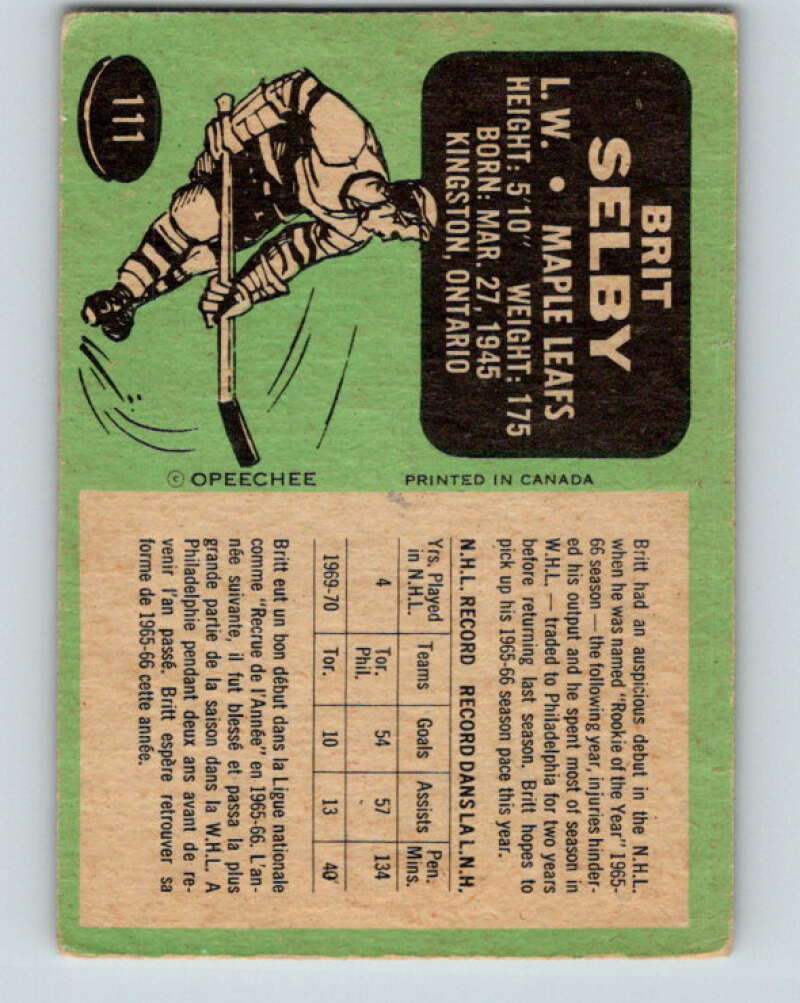 111
BRIT
SELBY
L. W. • MAPLE LEAFS
HEIGHT: 5'10" WEIGHT: 175
BORN: MAR. 27, 1945
KINGSTON, ONTARIO
© OPEECHEE
PRINTED IN CANADA
Britt had an auspicious debut in the N.H.L.
when he was named "Rookie of the Year" 1965-
66 season — the following year, injuries hinder-
ed his output and he spent most of season in
W.H.L. — traded to Philadelphia for two years
before returning last season. Britt hopes to
pick up his 1965-66 season pace this year.
N.H.L. RECORD RECORD DANS LA L.N.H.
Yrs. Played in N.H.L. Teams Goals Assists Pen. Mins.
4 Tor. Phil. 54 57 134
1969-70 Tor. 10 13 40
Britt eut un bon début dans la Ligue nationale
comme "Recrue de l'Année" en 1965-66. L'an-
née suivante, il fut blessé et passa la plus
grande partie de la saison dans la W.H.L. A
Philadelphie pendant deux ans avant de re-
venir l'an passé. Britt espère retrouver sa
forme de 1965-66 cette année.